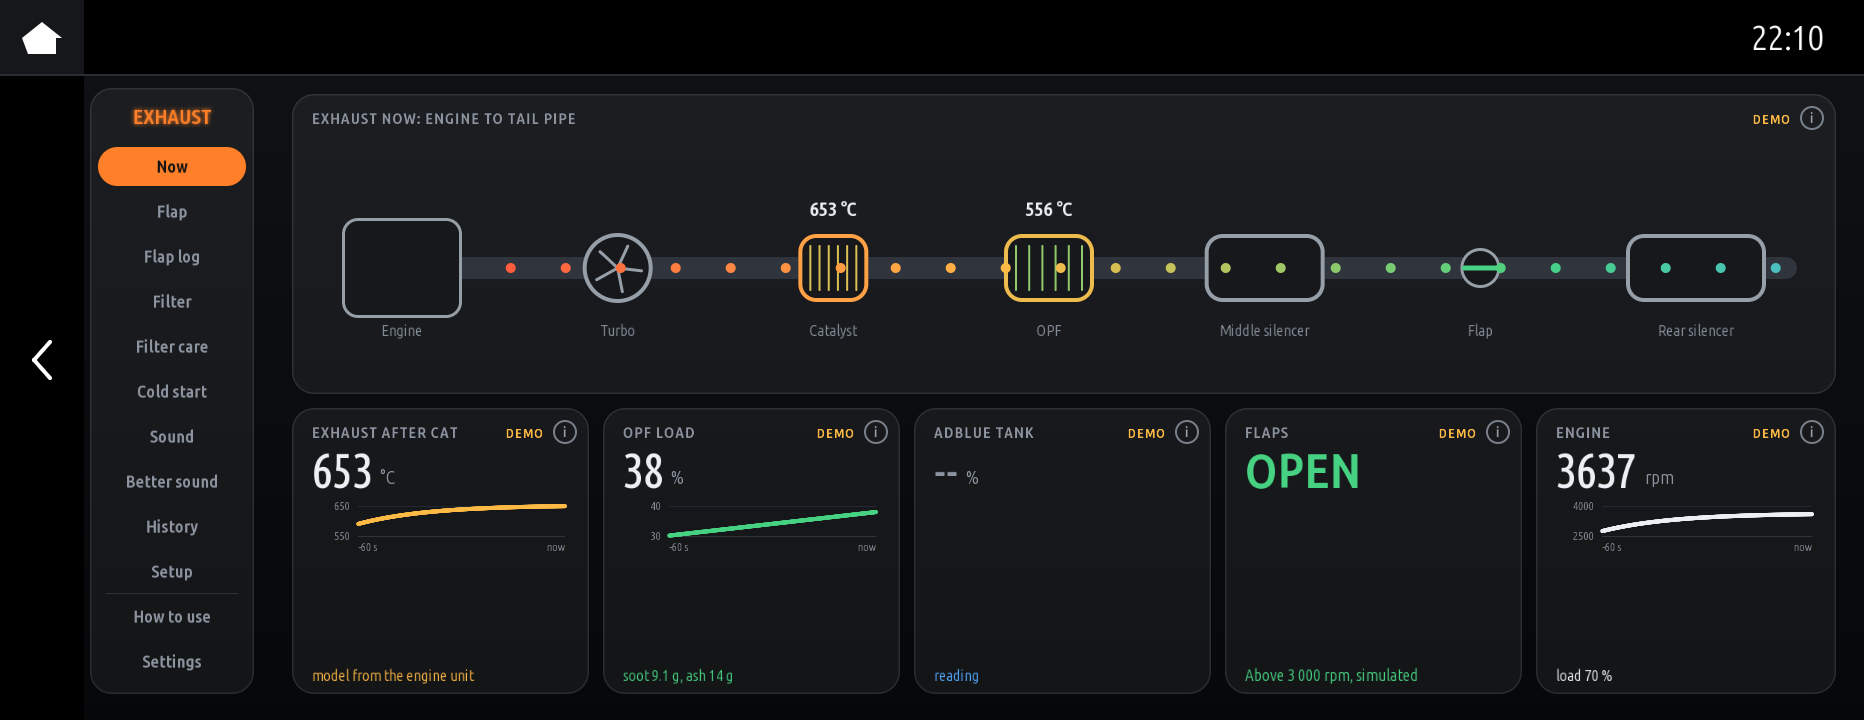 22:10
EXHAUST
Now
Flap
Flap log
Filter
Filter care
Cold start
Sound
Better sound
History
Setup
How to use
Settings
EXHAUST NOW: ENGINE TO TAIL PIPE
DEMO i
653 °C
556 °C
Engine
Turbo
Catalyst
OPF
Middle silencer
Flap
Rear silencer
EXHAUST AFTER CAT DEMO i
653 °C
650
550
-60 s now
model from the engine unit
OPF LOAD DEMO i
38 %
40
30
-60 s now
soot 9.1 g, ash 14 g
ADBLUE TANK DEMO i
-- %
reading
FLAPS DEMO i
OPEN
Above 3 000 rpm, simulated
ENGINE DEMO i
3637 rpm
4000
2500
-60 s now
load 70 %